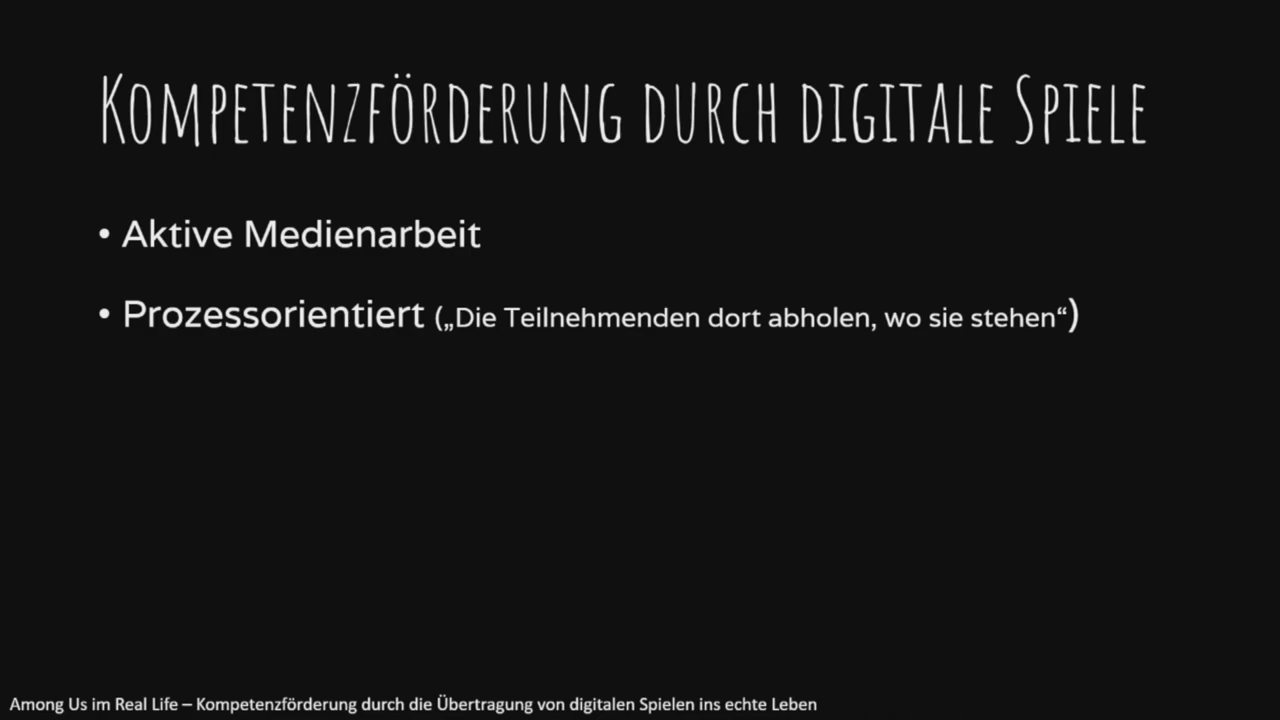 Kompetenzförderung durch digitale Spiele
• Aktive Medienarbeit
• Prozessorientiert („Die Teilnehmenden dort abholen, wo sie stehen“)
Among Us im Real Life – Kompetenzförderung durch die Übertragung von digitalen Spielen ins echte Leben